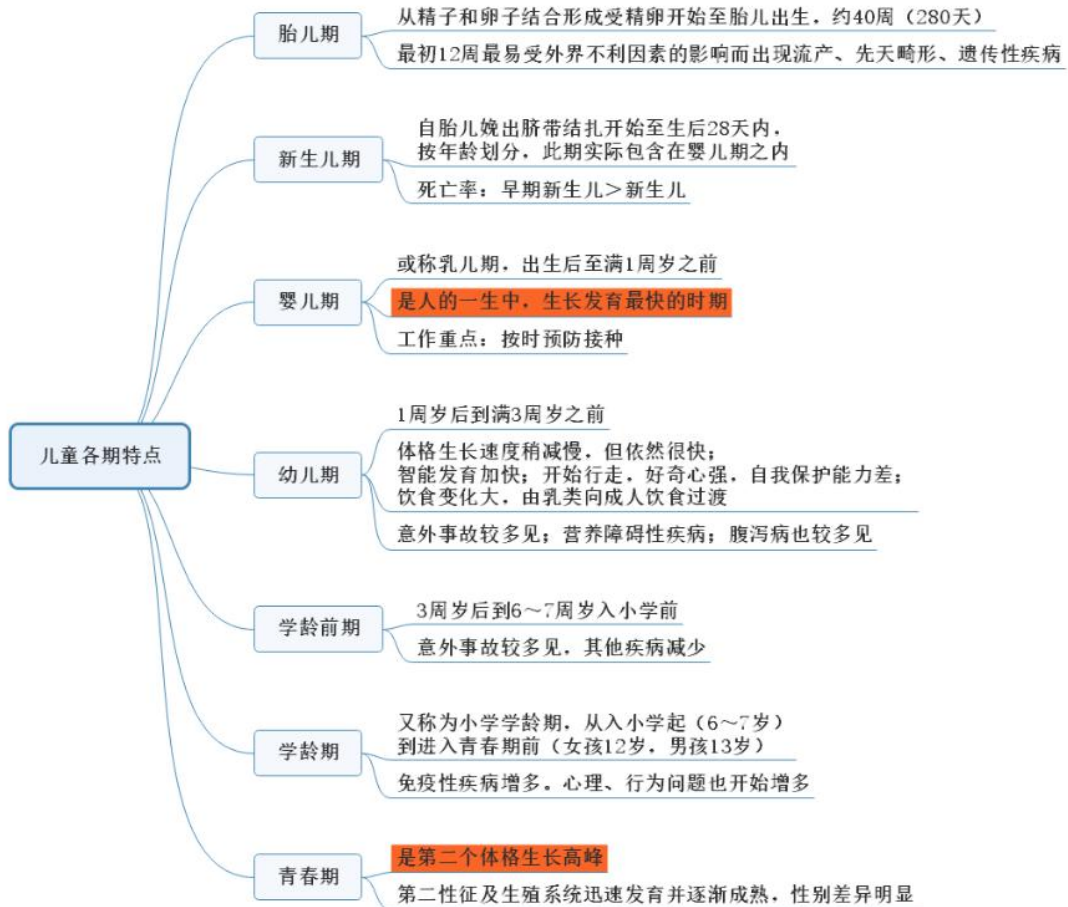 胎儿期
从精子和卵子结合形成受精卵开始至胎儿出生，约40周（280天）
最初12周最易受外界不利因素的影响而出现流产、先天畸形、遗传性疾病
新生儿期
自胎儿娩出脐带结扎开始至生后28天内，
按年龄划分，此期实际包含在婴儿期之内
死亡率：早期新生儿＞新生儿
婴儿期
或称乳儿期，出生后至满1周岁之前
是人的一生中，生长发育最快的时期
工作重点：按时预防接种
儿童各期特点
幼儿期
1周岁后到满3周岁之前
体格生长速度稍减慢，但依然很快；
智能发育加快；开始行走，好奇心强，自我保护能力差；
饮食变化大，由乳类向成人饮食过渡
意外事故较多见；营养障碍性疾病；腹泻病也较多见
学龄前期
3周岁后到6～7周岁入小学前
意外事故较多见，其他疾病减少
学龄期
又称为小学学龄期，从入小学起（6～7岁）
到进入青春期前（女孩12岁，男孩13岁）
免疫性疾病增多。心理、行为问题也开始增多
青春期
是第二个体格生长高峰
第二性征及生殖系统迅速发育并逐渐成熟，性别差异明显